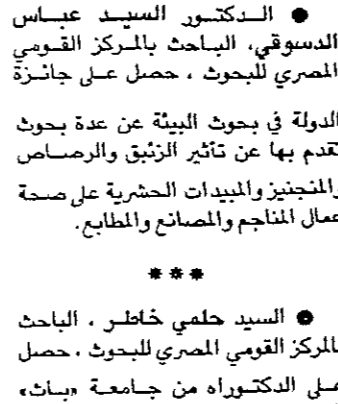 ● الدكتور السيد عباس
الدسوقي، الباحث بالمركز القومي
المصري للبحوث ، حصل على جائزة
الدولة في بحوث البيئة عن عدة بحوث
تقدم بها عن تأثير الزئبق والرصاص
والمنجنيز والمبيدات الحشرية على صحة
عمال المناجم والمصانع والمطابع.
***
● السيد حلمي خاطر ، الباحث
بالمركز القومي المصري للبحوث ، حصل
على الدكتوراه من جامعة «باث»